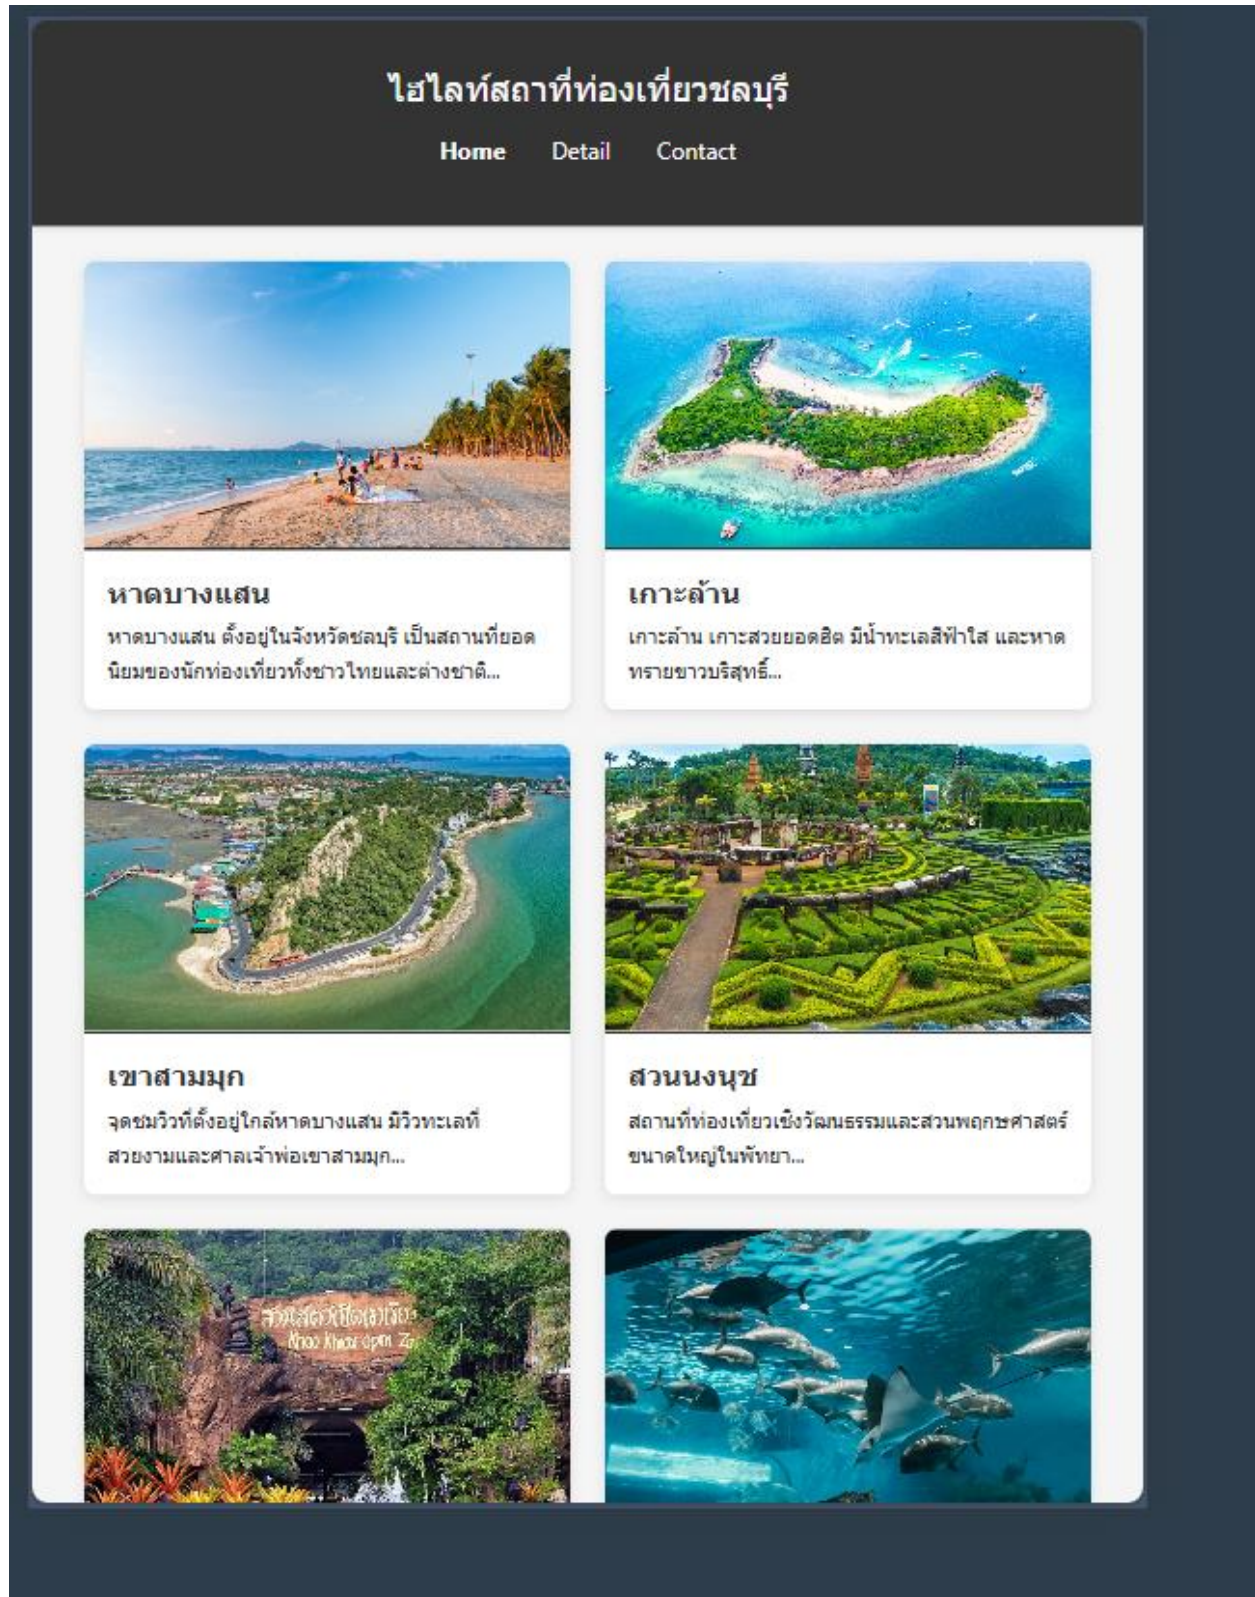 ไฮไลท์สถาที่ท่องเที่ยวชลบุรี
Home Detail Contact
หาดบางแสน
หาดบางแสน ตั้งอยู่ในจังหวัดชลบุรี เป็นสถานที่ยอด
นิยมของนักท่องเที่ยวทั้งชาวไทยและต่างชาติ...
เกาะล้าน
เกาะล้าน เกาะสวยยอดฮิต มีน้ำทะเลสีฟ้าใส และหาด
ทรายขาวบริสุทธิ์...
เขาสามมุก
จุดชมวิวที่ตั้งอยู่ใกล้หาดบางแสน มีวิวทะเลที่
สวยงามและศาลเจ้าพ่อเขาสามมุก...
สวนนงนุช
สถานที่ท่องเที่ยวเชิงวัฒนธรรมและสวนพฤกษศาสตร์
ขนาดใหญ่ในพัทยา...
Khao Kheow open